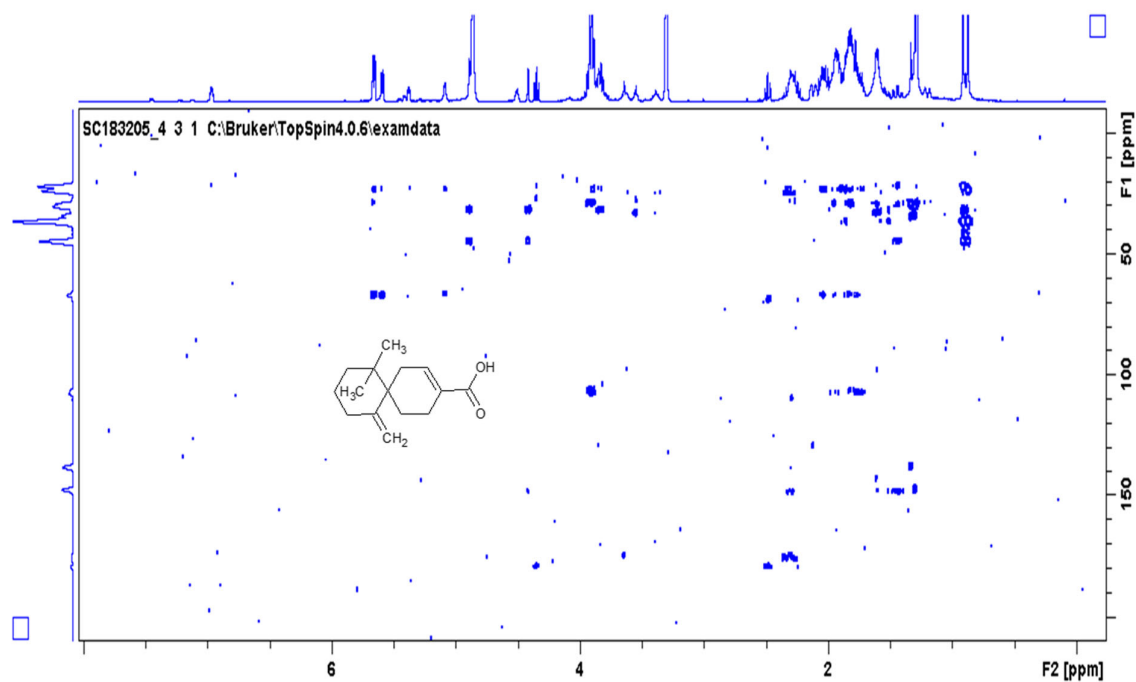 SC183205_4 3 1 C:\Bruker\TopSpin4.0.6\examdata
F1 [ppm]
50
100
150
CH3
H3C
OH
O
CH2
6
4
2
F2 [ppm]